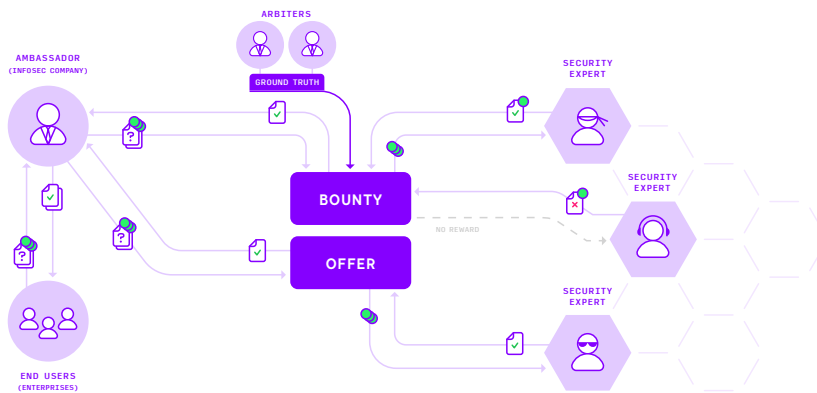 ARBITERS
GROUND TRUTH
AMBASSADOR
(INFOSEC COMPANY)
?
SECURITY
EXPERT
BOUNTY
SECURITY
EXPERT
NO REWARD
?
?
OFFER
SECURITY
EXPERT
END USERS
(ENTERPRISES)